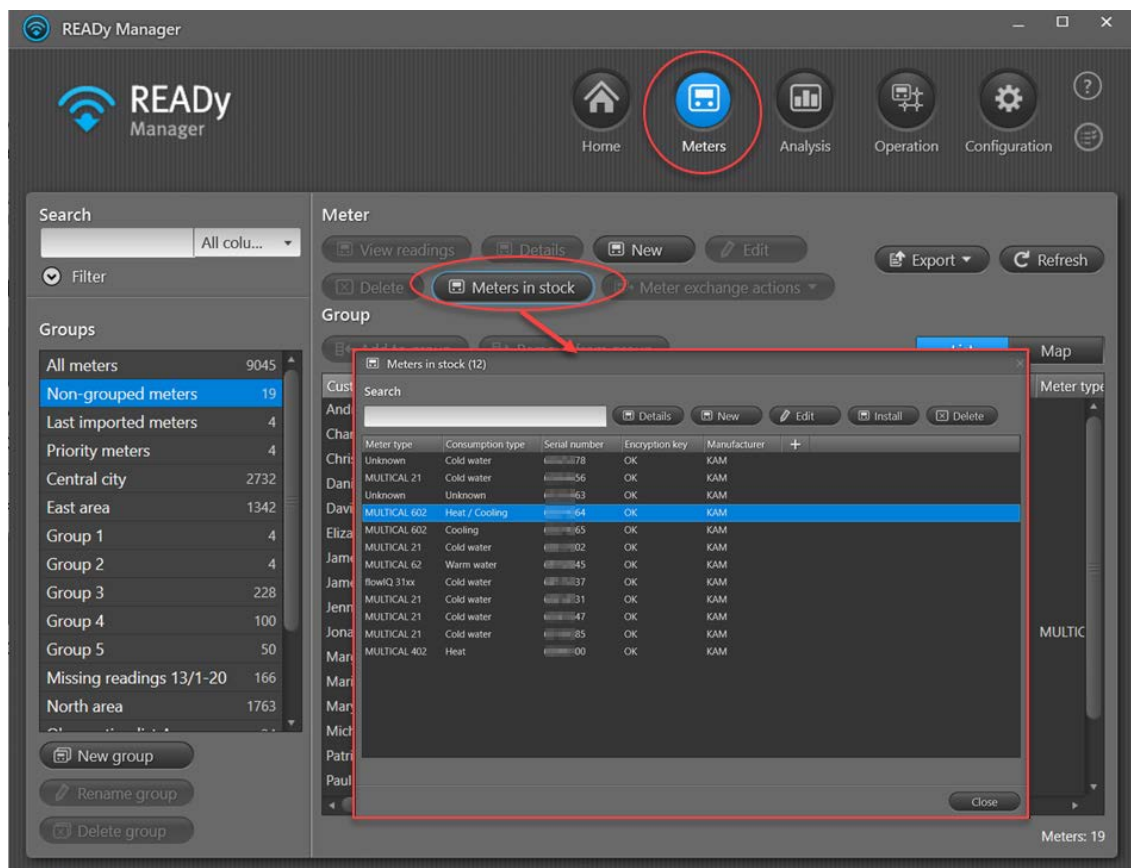 READy Manager
READy
Manager
Home
Meters
Analysis
Operation
Configuration
?
Search
All colu...
Filter
Groups
All meters 9045
Non-grouped meters 19
Last imported meters 4
Priority meters 4
Central city 2732
East area 1342
Group 1 4
Group 2 4
Group 3 228
Group 4 100
Group 5 50
Missing readings 13/1-20 166
North area 1763
New group
Rename group
Delete group
Meter
View readings Details New Edit
Export Refresh
Delete Meters in stock Meter exchange actions
Group
Map
Meter type
MULTIC
Meters in stock (12)
Search
Details New Edit Install Delete
Meter type Consumption type Serial number Encryption key Manufacturer +
Unknown Cold water 78 OK KAM
MULTICAL 21 Cold water 56 OK KAM
Unknown Unknown 63 OK KAM
MULTICAL 602 Heat / Cooling 64 OK KAM
MULTICAL 602 Cooling 65 OK KAM
MULTICAL 21 Cold water 02 OK KAM
MULTICAL 62 Warm water 45 OK KAM
flowIQ 31xx Cold water 37 OK KAM
MULTICAL 21 Cold water 31 OK KAM
MULTICAL 21 Cold water 47 OK KAM
MULTICAL 21 Cold water 85 OK KAM
MULTICAL 402 Heat 00 OK KAM
Close
Meters: 19